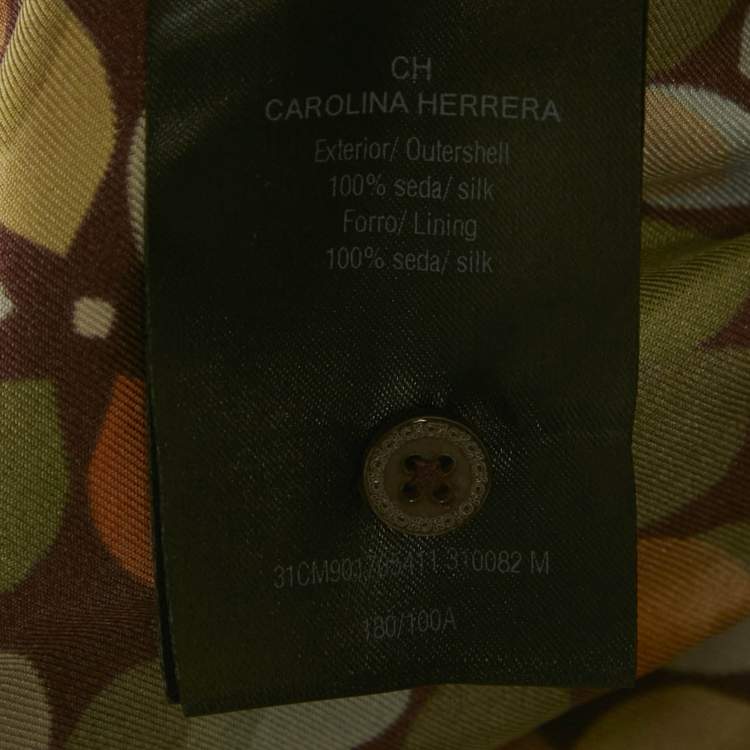 CH
CAROLINA HERRERA
Exterior/ Outershell
100% seda/ silk
Forro/ Lining
100% seda/ silk
M
180/100A